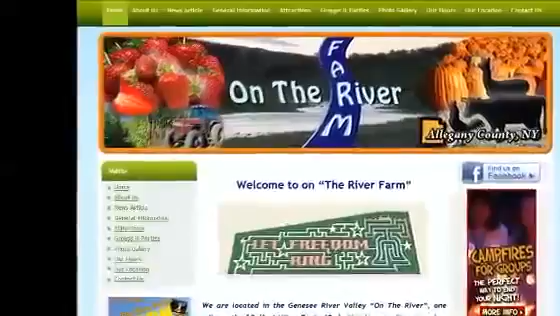 Home About Us News Article General Information Attractions Groups & Parties Photo Gallery Our Hours Our Location Contact Us
On The River
FARM
Allegany County, NY
Home
About Us
News Article
General Information
Attractions
Groups & Parties
Photo Gallery
Our Hours
Our Location
Contact Us
Welcome to on “The River Farm”
LET FREEDOM
RING
We are located in the Genesee River Valley “On The River”, one
Find us on
Facebook
CAMPFIRES
FOR GROUPS
THE PERFECT
WAY TO END
YOUR NIGHT!
MORE INFO